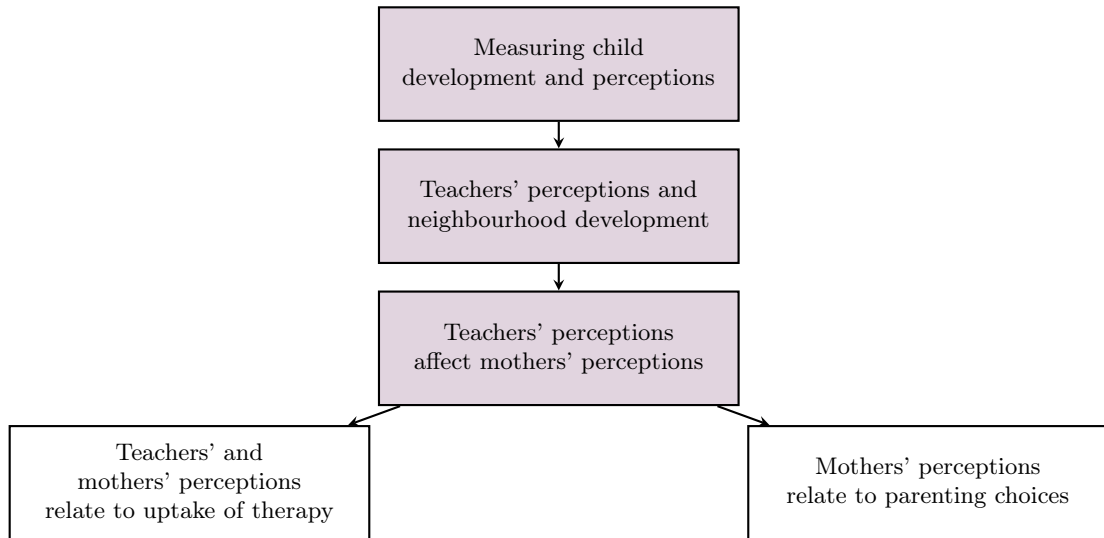 Measuring child
development and perceptions
Teachers' perceptions and
neighbourhood development
Teachers' perceptions
affect mothers' perceptions
Teachers' and
mothers' perceptions
relate to uptake of therapy
Mothers' perceptions
relate to parenting choices